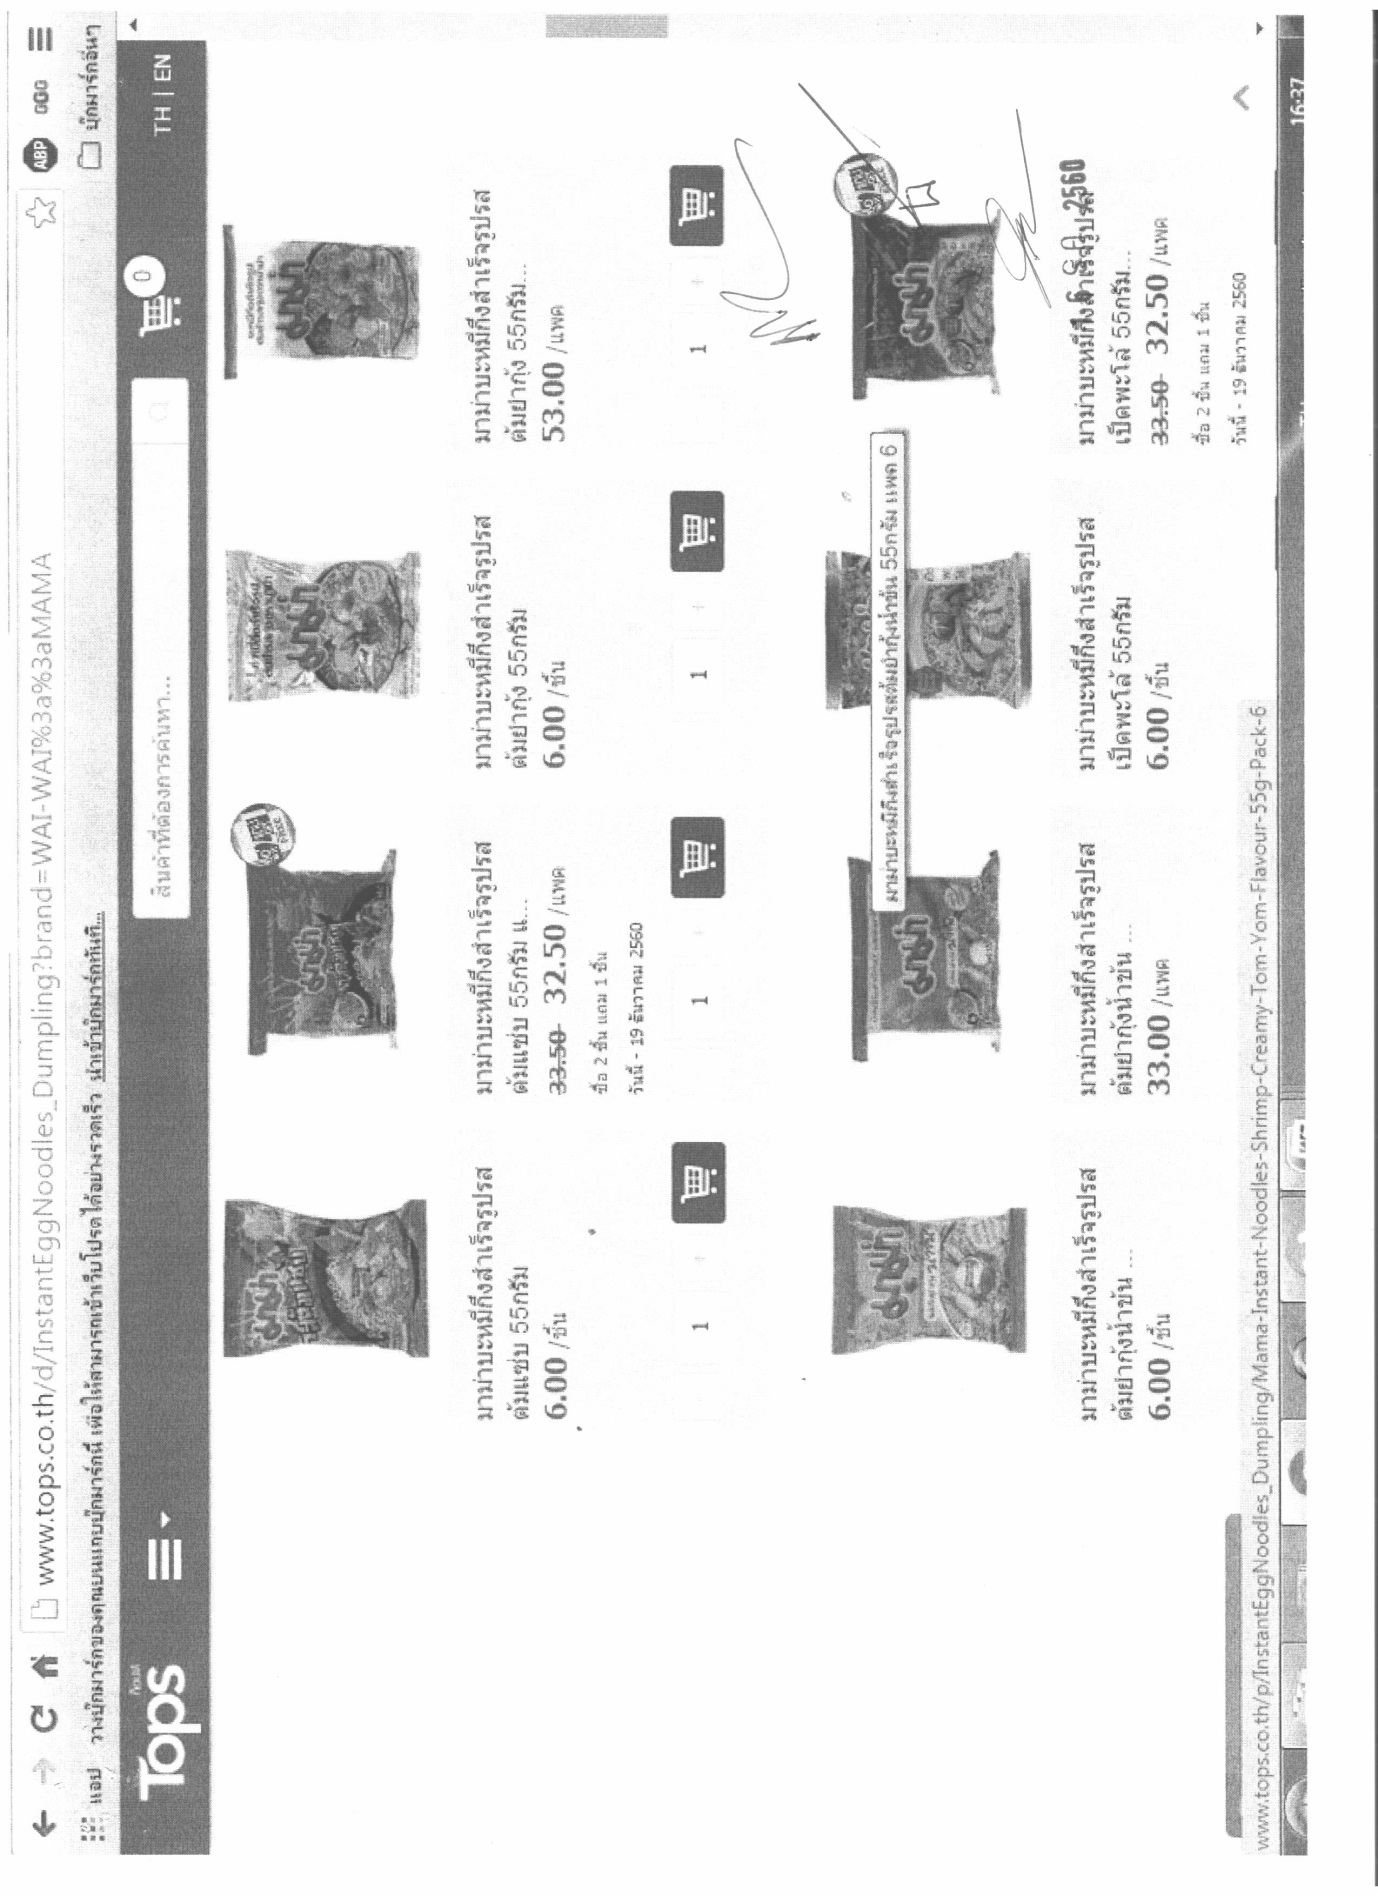 www.tops.co.th/d/InstantEggNoodles_Dumpling?brand=WAI-WAI%3a%3aMAMA
ABP
แอป วางบุ๊กมาร์กของคุณบนแถบบุ๊กมาร์กนี้ เพื่อให้สามารถเข้าเว็บโปรดได้อย่างรวดเร็ว นำเข้าบุ๊กมาร์กทันที...
บุ๊กมาร์กอื่นๆ
Tops
สินค้าที่ต้องการค้นหา...
0
TH | EN
มาม่าบะหมี่กึ่งสำเร็จรูปรส
ต้มแซ่บ 55กรัม
6.00 /ชิ้น
1
มาม่าบะหมี่กึ่งสำเร็จรูปรส
ต้มแซ่บ 55กรัม แ...
33.50 32.50 /แพค
ซื้อ 2 ชิ้น แถม 1 ชิ้น
วันนี้ - 19 ธันวาคม 2560
1
มาม่าบะหมี่กึ่งสำเร็จรูปรส
ต้มยำกุ้ง 55กรัม
6.00 /ชิ้น
1
มาม่าบะหมี่กึ่งสำเร็จรูปรส
ต้มยำกุ้ง 55กรัม...
53.00 /แพค
1
มาม่าบะหมี่กึ่งสำเร็จรูปรส
ต้มยำกุ้งน้ำข้น ...
6.00 /ชิ้น
มาม่าบะหมี่กึ่งสำเร็จรูปรส
ต้มยำกุ้งน้ำข้น ...
33.00 /แพค
มาม่าบะหมี่กึ่งสำเร็จรูปรสต้มยำกุ้งน้ำข้น 55กรัม แพค 6
มาม่าบะหมี่กึ่งสำเร็จรูปรส
เป็ดพะโล้ 55กรัม
6.00 /ชิ้น
มาม่าบะหมี่กึ่งสำเร็จรูปรส
เป็ดพะโล้ 55กรัม...
33.50 32.50 /แพค
ซื้อ 2 ชิ้น แถม 1 ชิ้น
วันนี้ - 19 ธันวาคม 2560
2560
www.tops.co.th/p/InstantEggNoodles_Dumpling/Mama-Instant-Noodles-Shrimp-Creamy-Tom-Yom-Flavour-55g-Pack-6
16:37